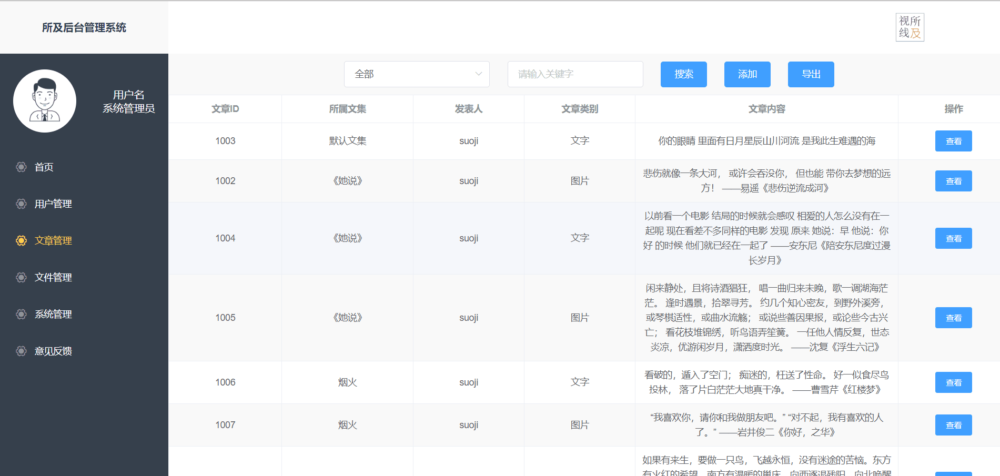 所及后台管理系统
视所
线及
用户名
系统管理员
首页
用户管理
文章管理
文件管理
系统管理
意见反馈
全部
请输入关键字
搜索
添加
导出
文章ID 所属文集 发表人 文章类别 文章内容 操作
1003 默认文集 suoji 文字 你的眼睛 里面有日月星辰山川河流 是我此生难遇的海 查看
1002 《她说》 suoji 图片 悲伤就像一条大河， 或许会吞没你， 但也能 带你去梦想的远
方！ ——易遥《悲伤逆流成河》 查看
1004 《她说》 suoji 文字 以前看一个电影 结局的时候就会感叹 相爱的人怎么没有在一
起呢 现在看差不多同样的电影 发现 原来 她说：早 他说：你
好 的时候 他们就已经在一起了 ——安东尼《陪安东尼度过漫
长岁月》 查看
1005 《她说》 suoji 图片 闲来静处，且将诗酒猖狂， 唱一曲归来未晚，歌一调湖海茫
茫。 逢时遇景，拾翠寻芳。 约几个知心密友，到野外溪旁，
或琴棋适性，或曲水流觞； 或说些善因果报，或论些今古兴
亡； 看花枝堆锦绣，听鸟语弄笙簧。 一任他人情反复，世态
炎凉，优游闲岁月，潇洒度时光。 ——沈复《浮生六记》 查看
1006 烟火 suoji 文字 看破的，遁入了空门； 痴迷的，枉送了性命。 好一似食尽鸟
投林， 落了片白茫茫大地真干净。 ——曹雪芹《红楼梦》 查看
1007 烟火 suoji 图片 “我喜欢你，请你和我做朋友吧。” “对不起，我有喜欢的人
了。” ——岩井俊二《你好，之华》 查看
如果有来生，要做一只鸟，飞越永恒，没有迷途的苦恼。东方
有火红的希望，南方有温暖的巢床，向西逐退残阳，向北唤醒